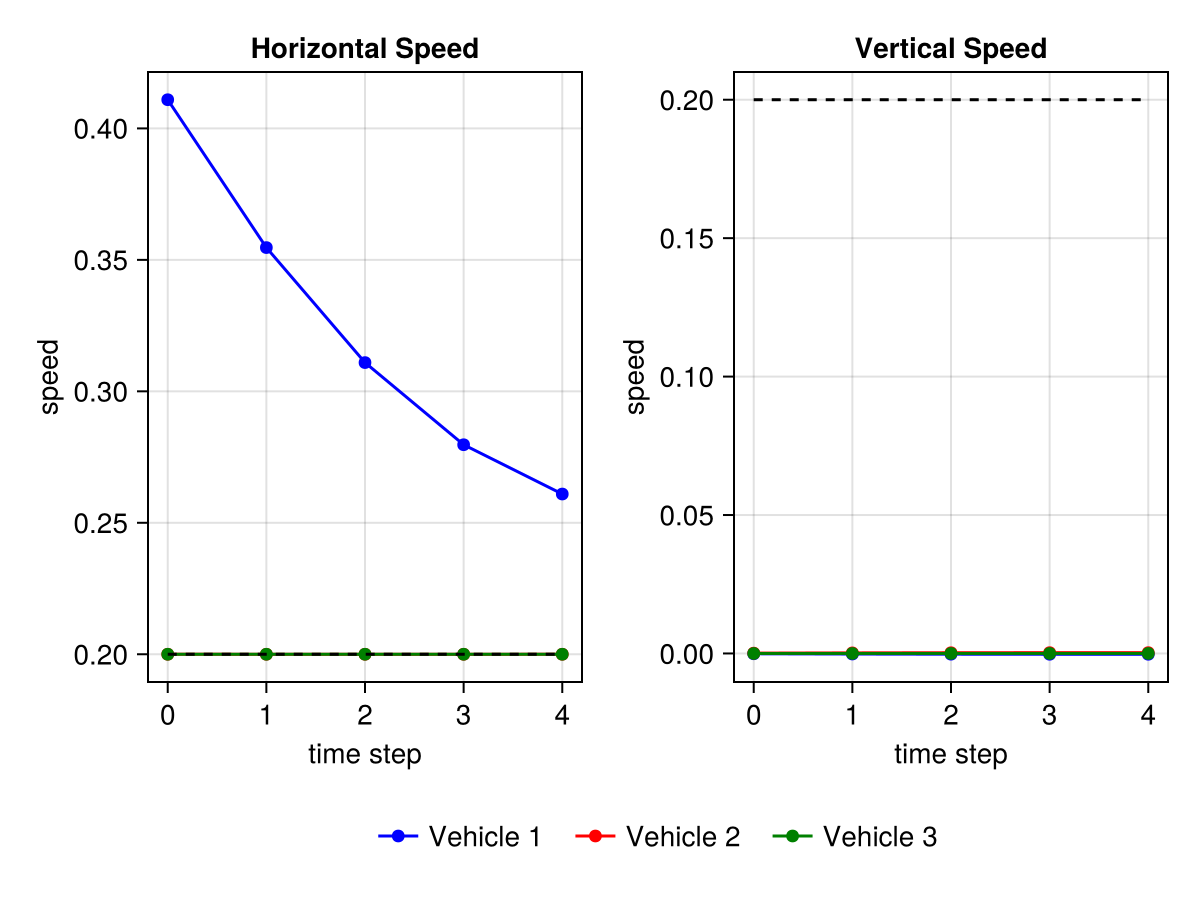 Horizontal Speed
0.40
0.35
0.30
0.25
0.20
speed
0 1 2 3 4
time step
Vertical Speed
0.20
0.15
0.10
0.05
0.00
speed
0 1 2 3 4
time step
Vehicle 1 Vehicle 2 Vehicle 3